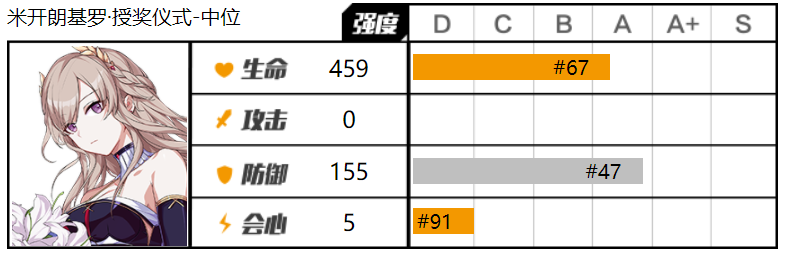 米开朗基罗·授奖仪式-中位
强度 D C B A A+ S
生命 459 #67
攻击 0
防御 155 #47
会心 5 #91